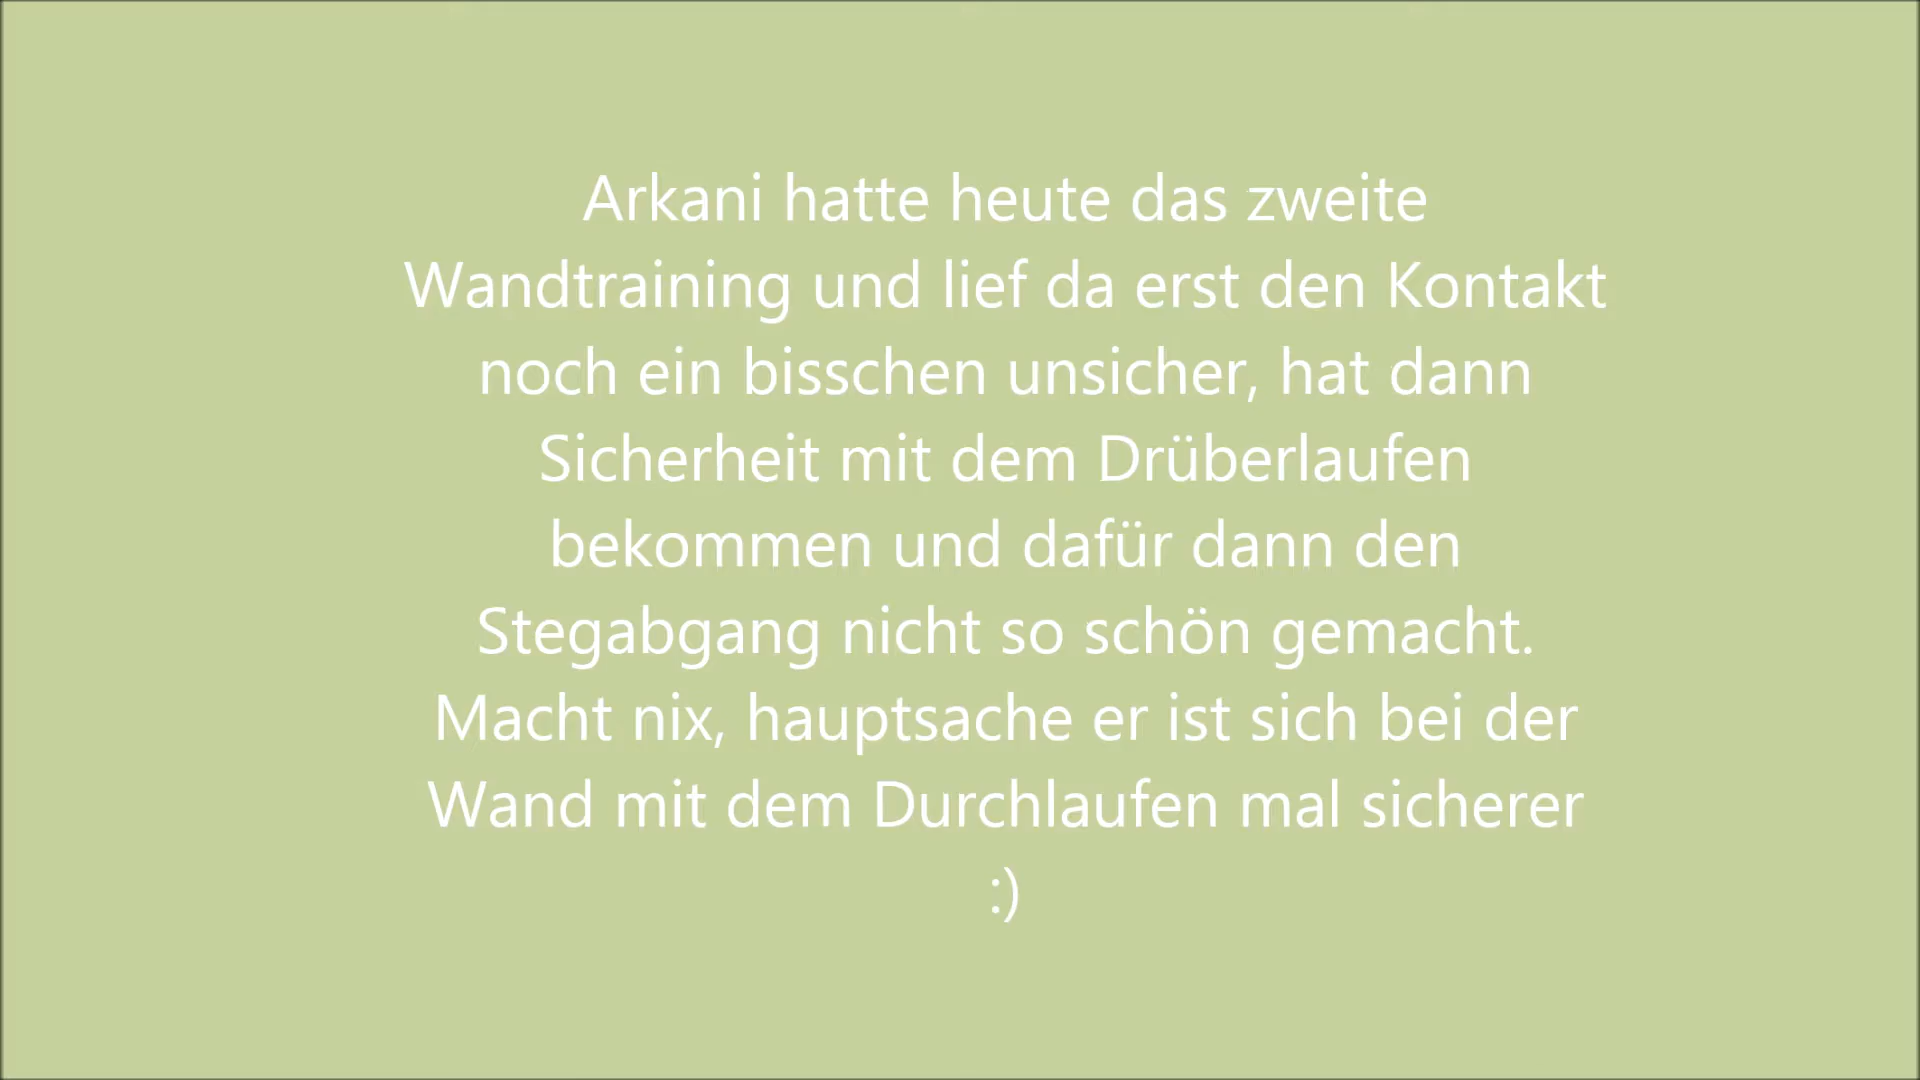 Arkani hatte heute das zweite
Wandtraining und lief da erst den Kontakt
noch ein bisschen unsicher, hat dann
Sicherheit mit dem Drüberlaufen
bekommen und dafür dann den
Stegabgang nicht so schön gemacht.
Macht nix, hauptsache er ist sich bei der
Wand mit dem Durchlaufen mal sicherer
:)